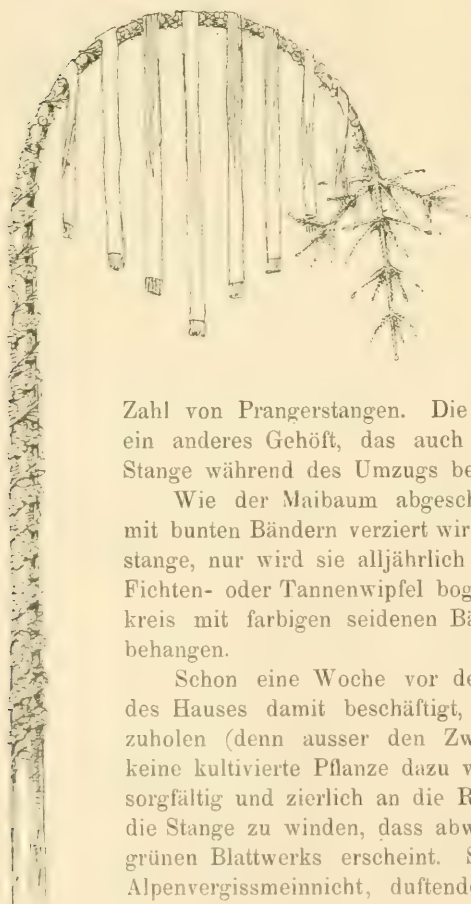 Zahl von Prangerstangen. Die
ein anderes Gehöft, das auch
Stange während des Umzugs be
Wie der Maibaum abgesch
mit bunten Bändern verziert wir
stange, nur wird sie alljährlich
Fichten- oder Tannenwipfel bog
kreis mit farbigen seidenen Bä
behangen.
Schon eine Woche vor de
des Hauses damit beschäftigt,
zuholen (denn ausser den Zw
keine kultivierte Pflanze dazu v
sorgfältig und zierlich an die R
die Stange zu winden, dass abw
grünen Blattwerks erscheint. S
Alpenvergissmeinnicht, duftende